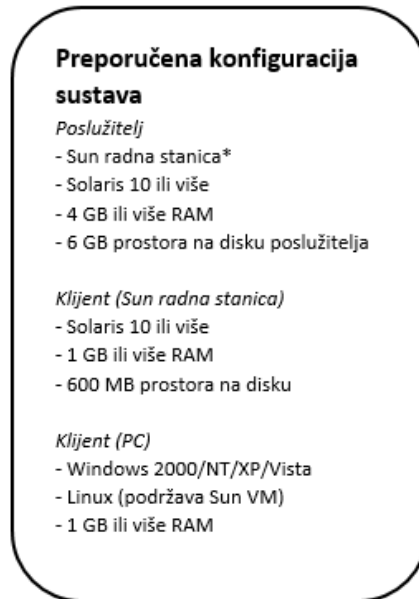 Preporučena konfiguracija
sustava
Poslužitelj
- Sun radna stanica*
- Solaris 10 ili više
- 4 GB ili više RAM
- 6 GB prostora na disku poslužitelja
Klijent (Sun radna stanica)
- Solaris 10 ili više
- 1 GB ili više RAM
- 600 MB prostora na disku
Klijent (PC)
- Windows 2000/NT/XP/Vista
- Linux (podržava Sun VM)
- 1 GB ili više RAM